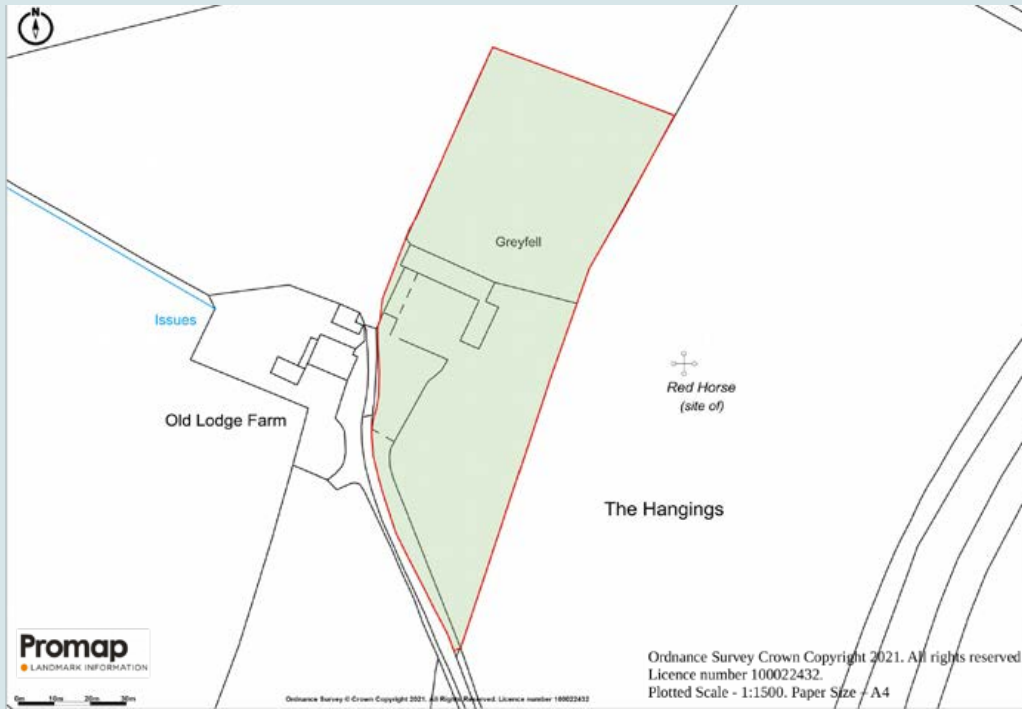 N
Greyfell
Issues
Red Horse
(site of)
Old Lodge Farm
The Hangings
Promap
LANDMARK INFORMATION
Ordnance Survey Crown Copyright 2021. All rights reserved.
Licence number 100022432.
Plotted Scale - 1:1500. Paper Size - A4
0m 10m 20m 30m
Ordnance Survey © Crown Copyright 2021. All Rights Reserved. Licence number 100022432